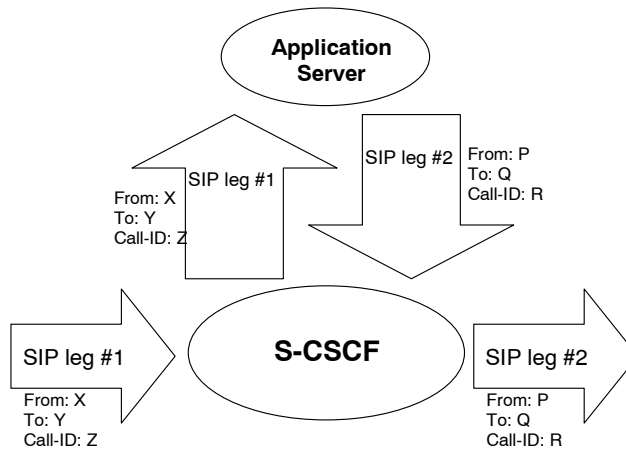 Application
Server
SIP leg #1
From: X
To: Y
Call-ID: Z
SIP leg #2
From: P
To: Q
Call-ID: R
SIP leg #1
From: X
To: Y
Call-ID: Z
S-CSCF
SIP leg #2
From: P
To: Q
Call-ID: R